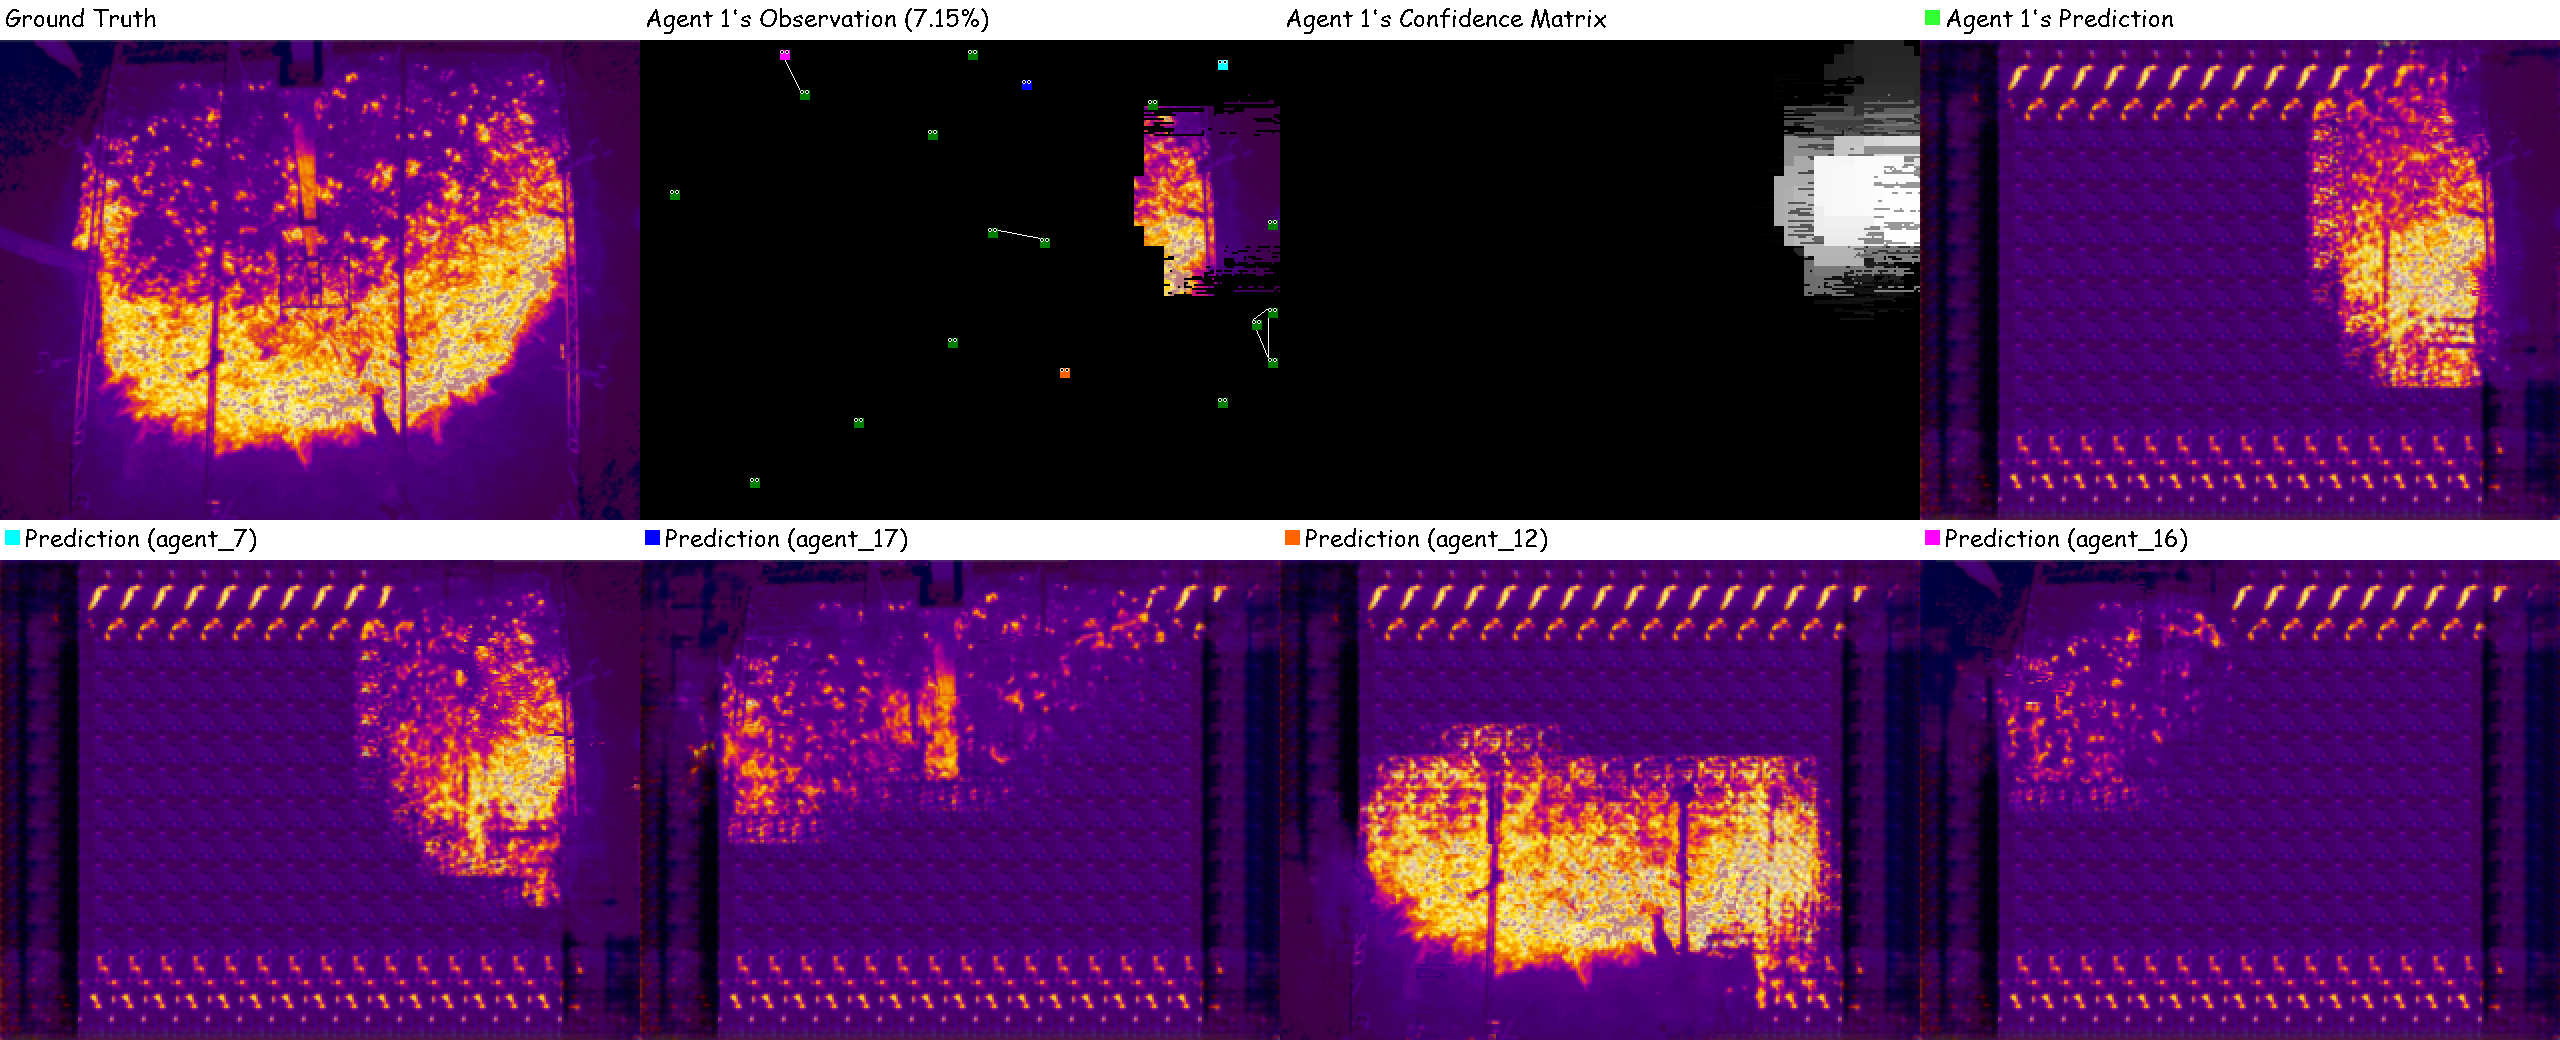 Ground Truth
Agent 1's Observation (7.15%)
Agent 1's Confidence Matrix
Agent 1's Prediction
Prediction (agent_7)
Prediction (agent_17)
Prediction (agent_12)
Prediction (agent_16)